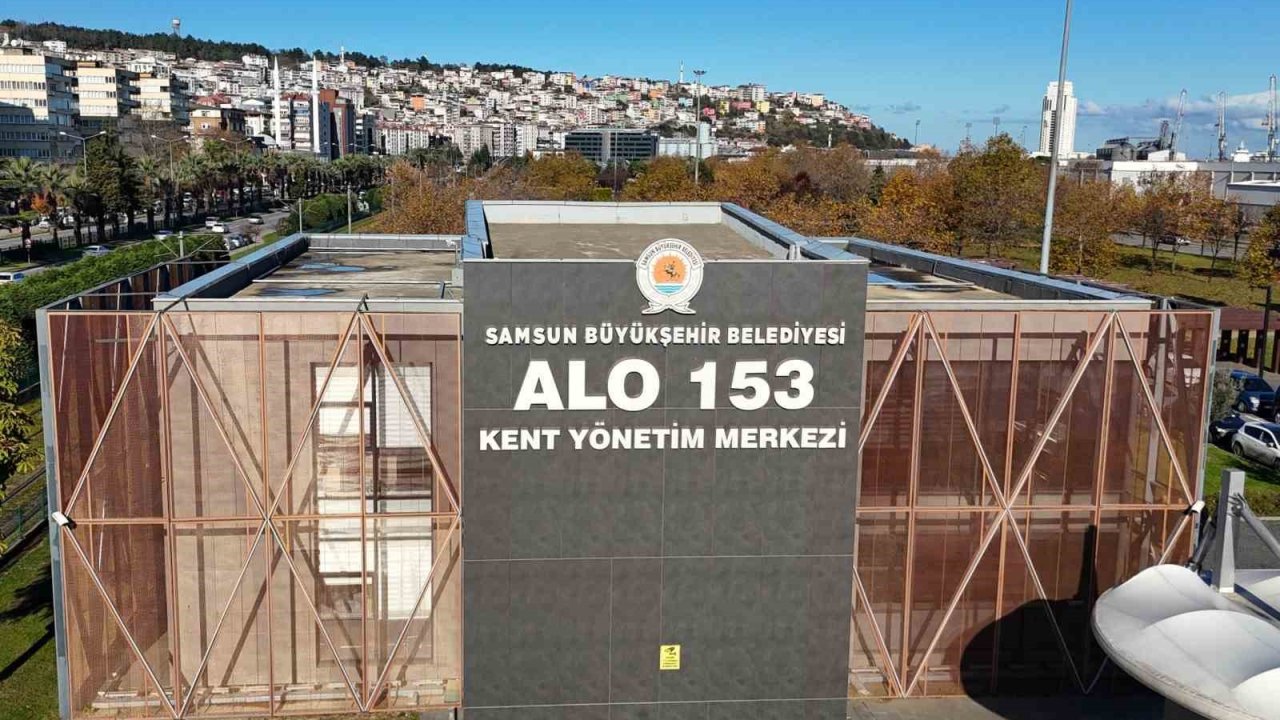 SAMSUN BÜYÜKŞEHİR BELEDİYESİ
ALO 153
KENT YÖNETİM MERKEZİ